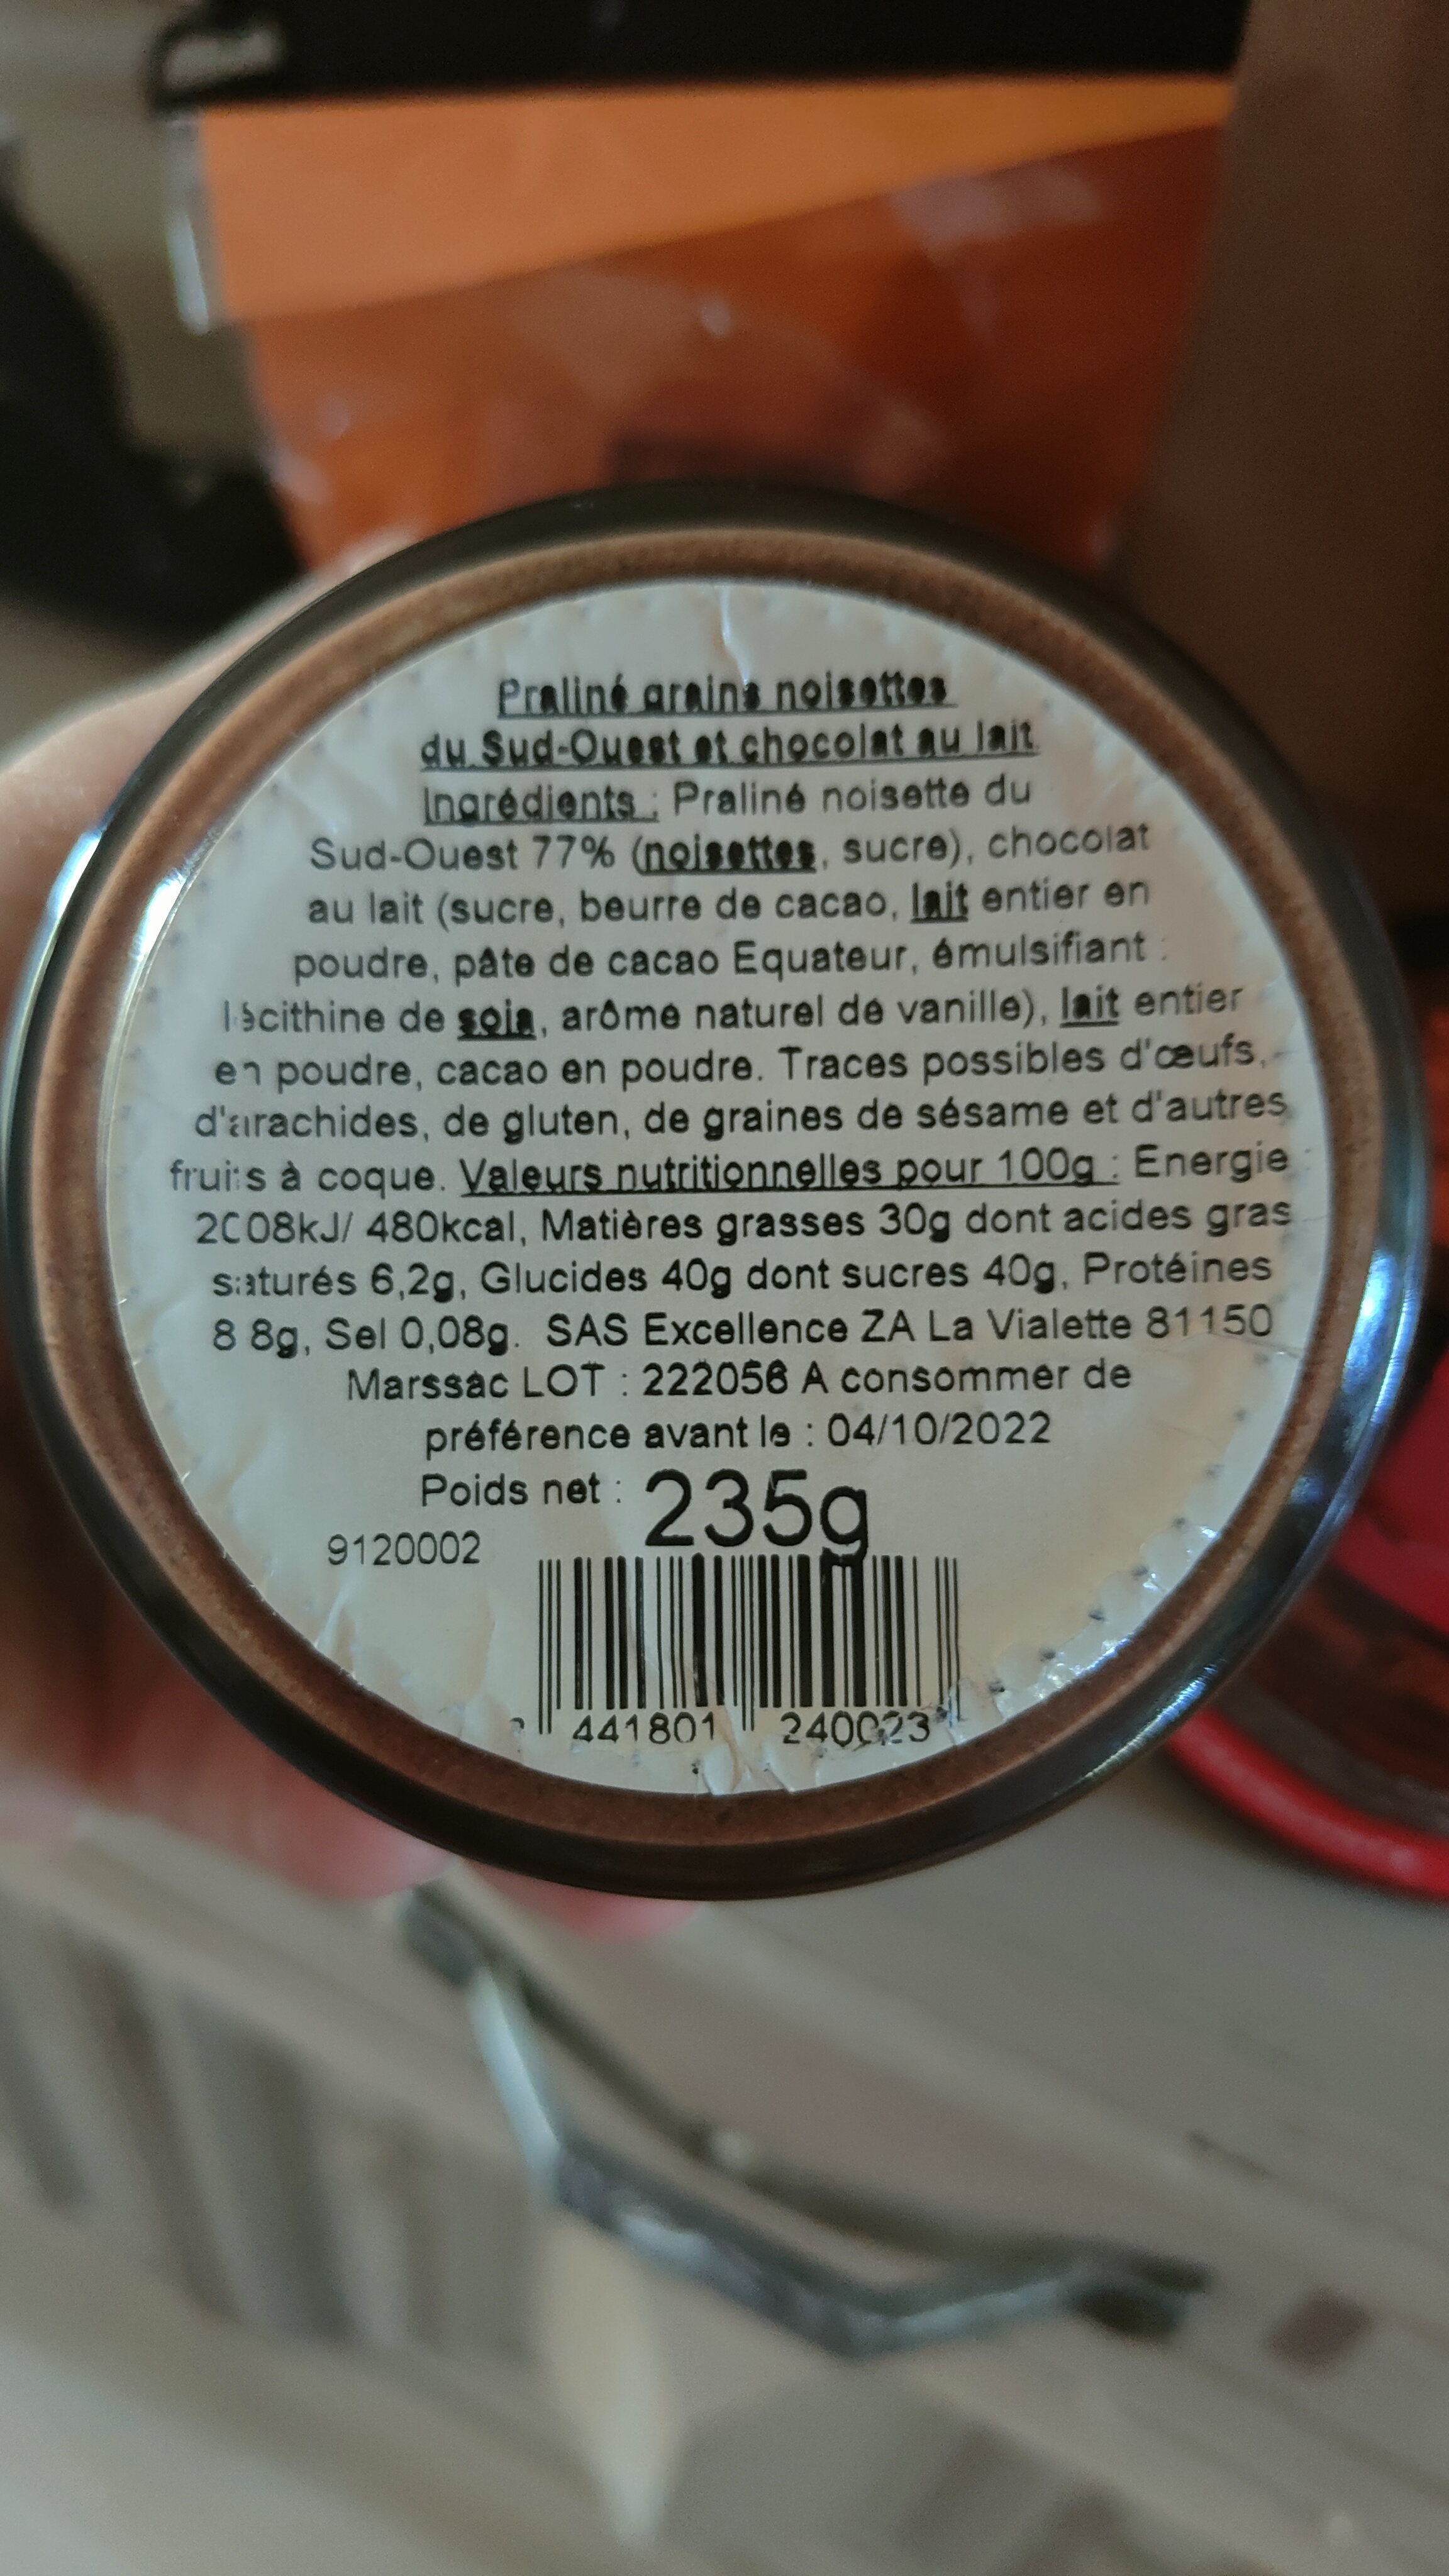 Praliné grains noisettes
du Sud-Ouest et chocolat au lait
Ingrédients : Praliné noisette du
Sud-Ouest 77% (noisettes, sucre), chocolat
au lait (sucre, beurre de cacao, lait entier en
poudre, pâte de cacao Equateur, émulsifiant :
lécithine de soja, arôme naturel de vanille), lait entier
en poudre, cacao en poudre. Traces possibles d'œufs,
d'arachides, de gluten, de graines de sésame et d'autres
fruits à coque. Valeurs nutritionnelles pour 100g : Energie :
2008kJ/ 480kcal, Matières grasses 30g dont acides gras
saturés 6,2g, Glucides 40g dont sucres 40g, Protéines
8 8g, Sel 0,08g. SAS Excellence ZA La Vialette 81150
Marssac LOT : 222056 A consommer de
préférence avant le : 04/10/2022
Poids net : 235g
9120002
441801 240023